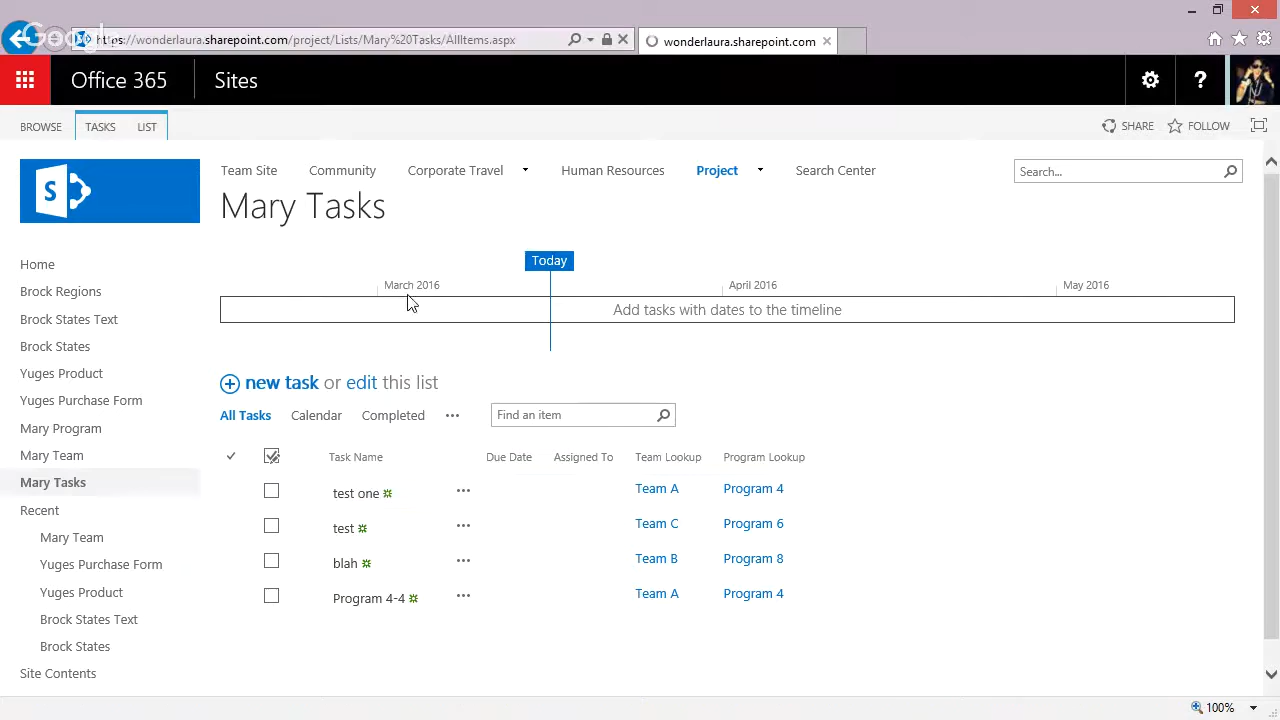 Google
https://wonderlaura.sharepoint.com/project/Lists/Mary%20Tasks/AllItems.aspx
wonderlaura.sharepoint.com
Office 365
Sites
?
BROWSE
TASKS
LIST
SHARE
FOLLOW
S
Team Site
Community
Corporate Travel
Human Resources
Project
Search Center
Search...
Mary Tasks
Home
Brock Regions
Brock States Text
Brock States
Yuges Product
Yuges Purchase Form
Mary Program
Mary Team
Mary Tasks
Recent
Mary Team
Yuges Purchase Form
Yuges Product
Brock States Text
Brock States
Site Contents
Today
March 2016
April 2016
May 2016
Add tasks with dates to the timeline
new task or edit this list
All Tasks
Calendar
Completed
Find an item
Task Name Due Date Assigned To Team Lookup Program Lookup
test one Team A Program 4
test Team C Program 6
blah Team B Program 8
Program 4-4 Team A Program 4
100%